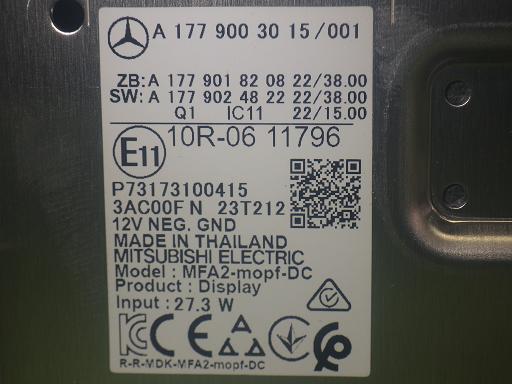 A 177 900 30 15/001
ZB: A 177 901 82 08 22/38.00
SW: A 177 902 48 22 22/38.00
Q1 IC11 22/15.00
E11 10R-06 11796
P73173100415
3AC00F N 23T212
12V NEG. GND
MADE IN THAILAND
MITSUBISHI ELECTRIC
Model : MFA2-mopf-DC
Product : Display
Input : 27.3 W
R-R-MDK-MFA2-mopf-DC